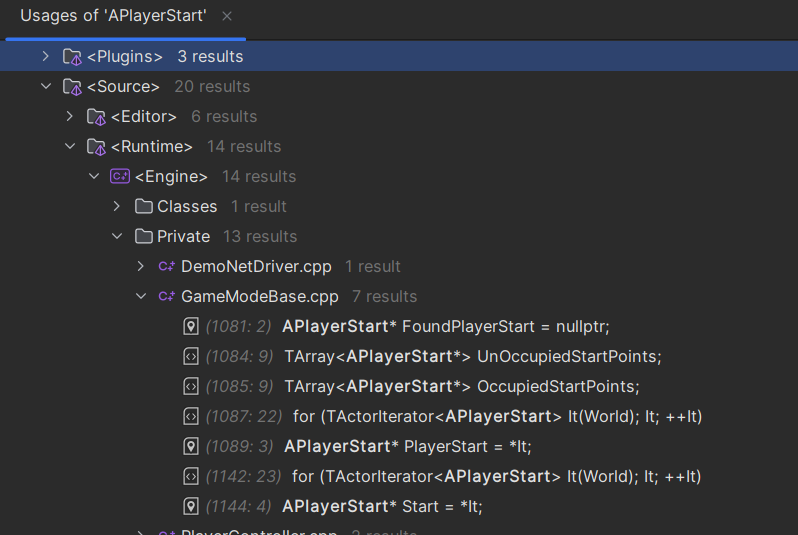 Usages of 'APlayerStart' ×
<Plugins> 3 results
<Source> 20 results
<Editor> 6 results
<Runtime> 14 results
C++ <Engine> 14 results
Classes 1 result
Private 13 results
C++ DemoNetDriver.cpp 1 result
C++ GameModeBase.cpp 7 results
(1081: 2) APlayerStart* FoundPlayerStart = nullptr;
(1084: 9) TArray<APlayerStart*> UnOccupiedStartPoints;
(1085: 9) TArray<APlayerStart*> OccupiedStartPoints;
(1087: 22) for (TActorIterator<APlayerStart> It(World); It; ++It)
(1089: 3) APlayerStart* PlayerStart = *It;
(1142: 23) for (TActorIterator<APlayerStart> It(World); It; ++It)
(1144: 4) APlayerStart* Start = *It;
PlayerController.cpp